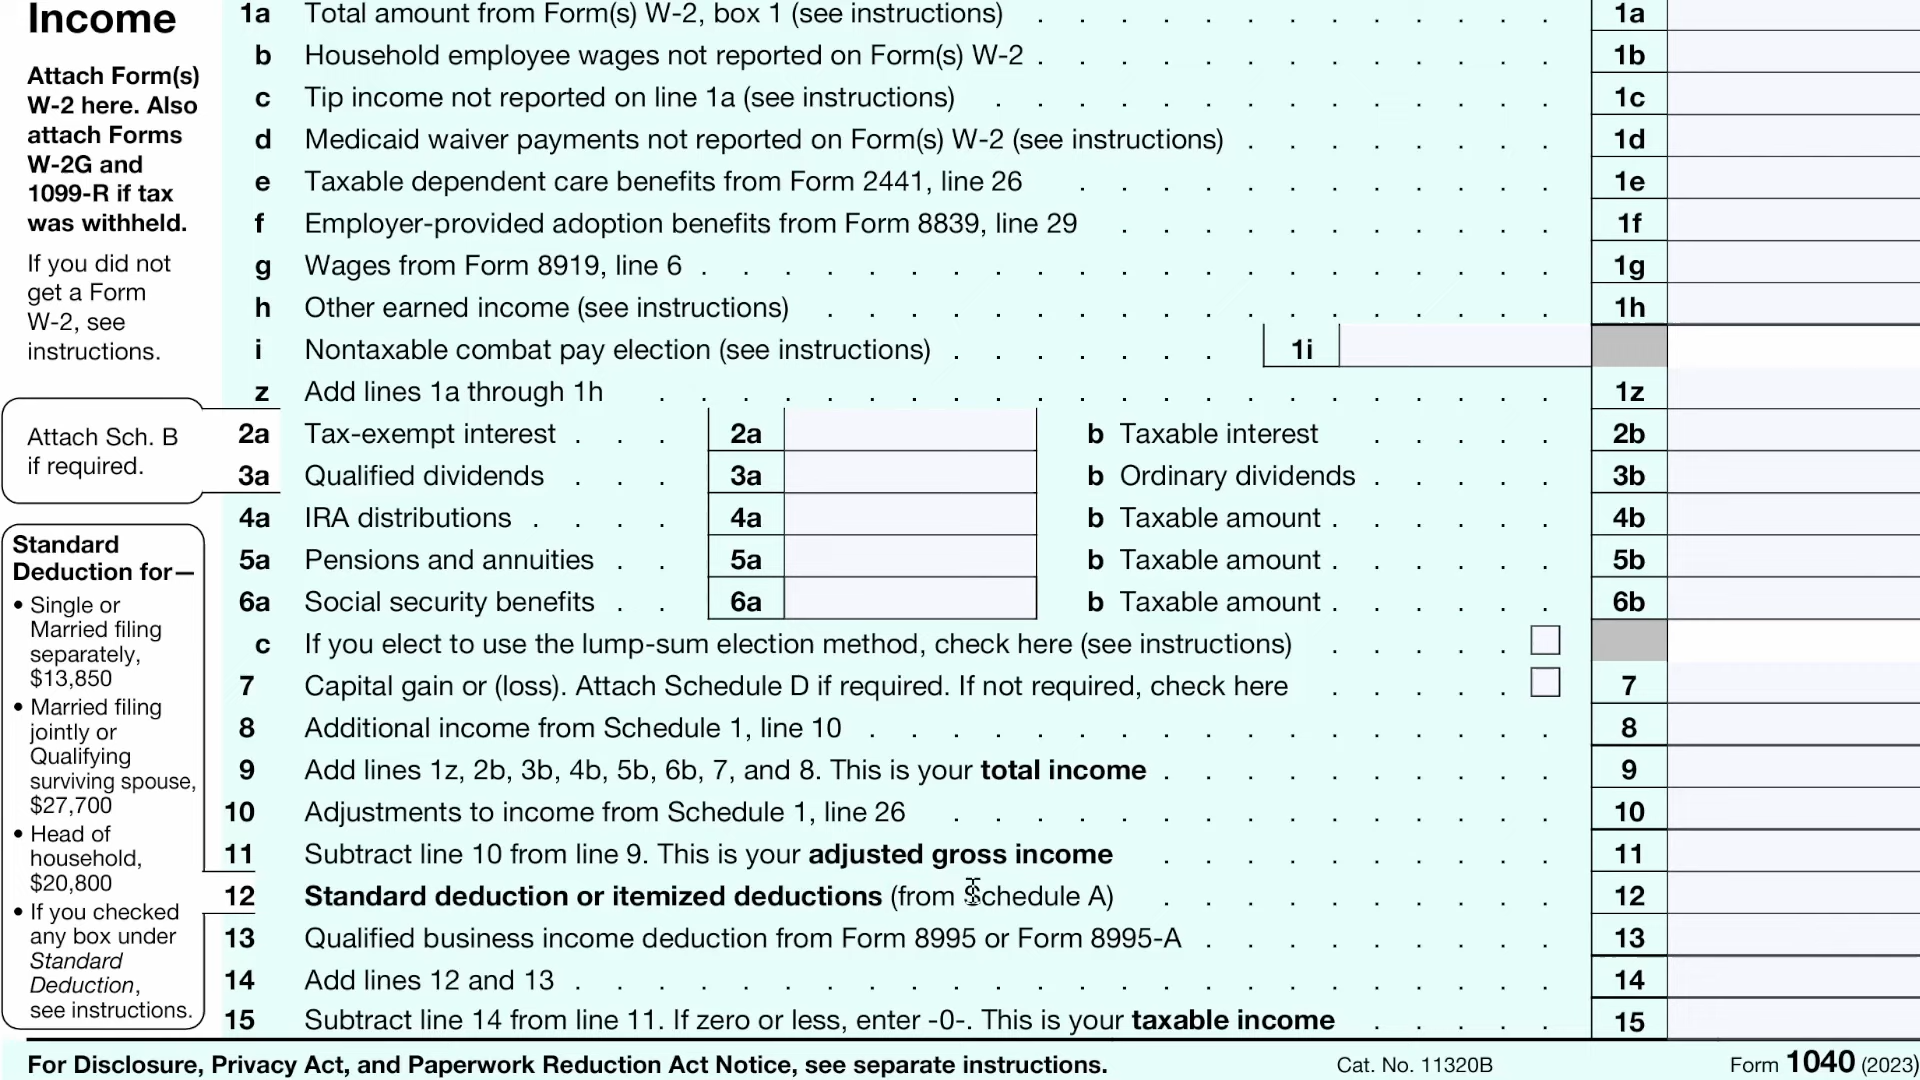 Income
Attach Form(s)
W-2 here. Also
attach Forms
W-2G and
1099-R if tax
was withheld.
If you did not
get a Form
W-2, see
instructions.
Attach Sch. B
if required.
Standard
Deduction for—
• Single or
Married filing
separately,
$13,850
• Married filing
jointly or
Qualifying
surviving spouse,
$27,700
• Head of
household,
$20,800
• If you checked
any box under
Standard
Deduction,
see instructions.
1a Total amount from Form(s) W-2, box 1 (see instructions) . . . . . . . . . . . . . 1a
b Household employee wages not reported on Form(s) W-2 . . . . . . . . . . . . . 1b
c Tip income not reported on line 1a (see instructions) . . . . . . . . . . . . . . 1c
d Medicaid waiver payments not reported on Form(s) W-2 (see instructions) . . . . . . . . 1d
e Taxable dependent care benefits from Form 2441, line 26 . . . . . . . . . . . . 1e
f Employer-provided adoption benefits from Form 8839, line 29 . . . . . . . . . . . 1f
g Wages from Form 8919, line 6 . . . . . . . . . . . . . . . . . . . . . 1g
h Other earned income (see instructions) . . . . . . . . . . . . . . . . . . 1h
i Nontaxable combat pay election (see instructions) . . . . . . . 1i
z Add lines 1a through 1h . . . . . . . . . . . . . . . . . . . . . . 1z
2a Tax-exempt interest . . . 2a b Taxable interest . . . . . 2b
3a Qualified dividends . . . 3a b Ordinary dividends . . . . . 3b
4a IRA distributions . . . . 4a b Taxable amount . . . . . . 4b
5a Pensions and annuities . . 5a b Taxable amount . . . . . . 5b
6a Social security benefits . . 6a b Taxable amount . . . . . . 6b
c If you elect to use the lump-sum election method, check here (see instructions) . . . . .
7 Capital gain or (loss). Attach Schedule D if required. If not required, check here . . . . . 7
8 Additional income from Schedule 1, line 10 . . . . . . . . . . . . . . . . . 8
9 Add lines 1z, 2b, 3b, 4b, 5b, 6b, 7, and 8. This is your total income . . . . . . . . . . 9
10 Adjustments to income from Schedule 1, line 26 . . . . . . . . . . . . . . . 10
11 Subtract line 10 from line 9. This is your adjusted gross income . . . . . . . . . . 11
12 Standard deduction or itemized deductions (from Schedule A) . . . . . . . . . . 12
13 Qualified business income deduction from Form 8995 or Form 8995-A . . . . . . . . . 13
14 Add lines 12 and 13 . . . . . . . . . . . . . . . . . . . . . . . . 14
15 Subtract line 14 from line 11. If zero or less, enter -0-. This is your taxable income . . . . . 15
For Disclosure, Privacy Act, and Paperwork Reduction Act Notice, see separate instructions. Cat. No. 11320B Form 1040 (2023)